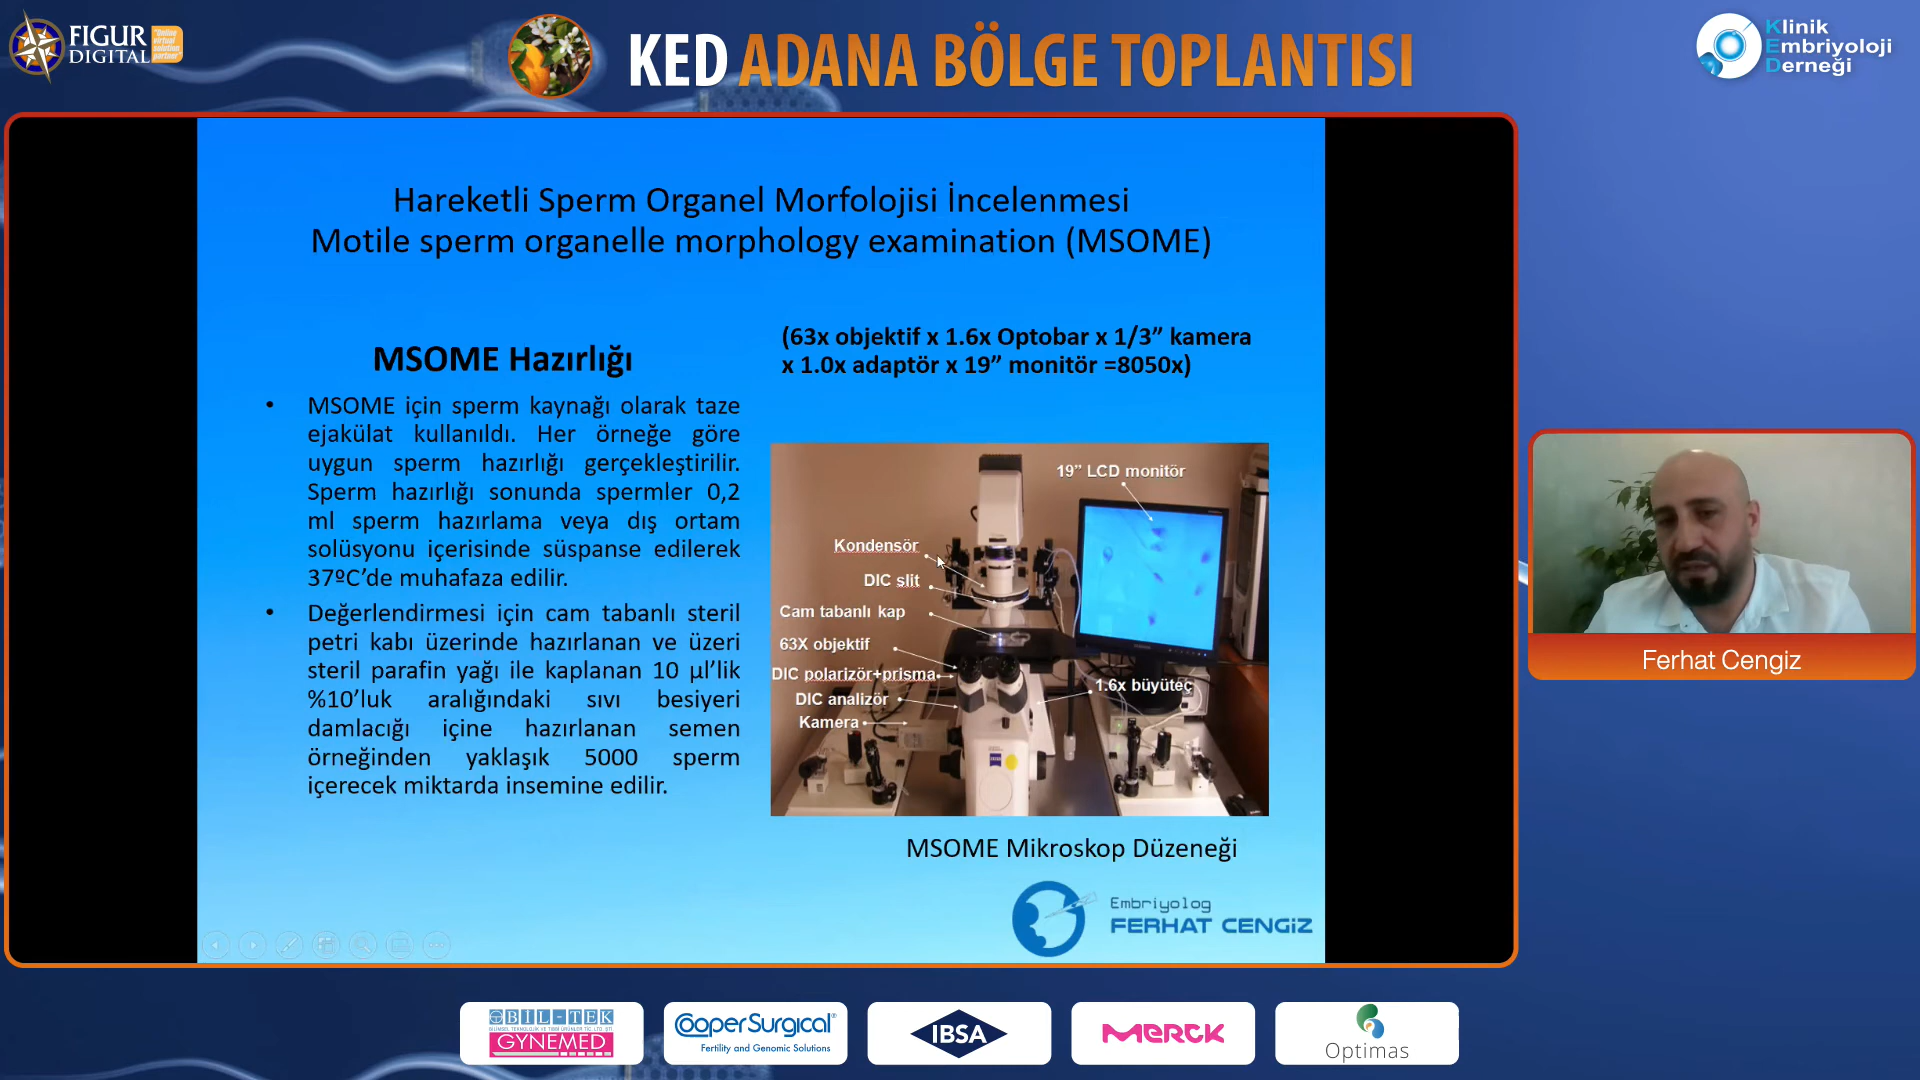 FIGUR
DIGITAL
"Online
virtual
solution
partner"
KED ADANA BÖLGE TOPLANTISI
Klinik
Embriyoloji
Derneği
Hareketli Sperm Organel Morfolojisi İncelenmesi
Motile sperm organelle morphology examination (MSOME)
MSOME Hazırlığı
• MSOME için sperm kaynağı olarak taze
ejakülat kullanıldı. Her örneğe göre
uygun sperm hazırlığı gerçekleştirilir.
Sperm hazırlığı sonunda spermler 0,2
ml sperm hazırlama veya dış ortam
solüsyonu içerisinde süspanse edilerek
37ºC’de muhafaza edilir.
• Değerlendirmesi için cam tabanlı steril
petri kabı üzerinde hazırlanan ve üzeri
steril parafin yağı ile kaplanan 10 µl’lik
%10’luk aralığındaki sıvı besiyeri
damlacığı içine hazırlanan semen
örneğinden yaklaşık 5000 sperm
içerecek miktarda insemine edilir.
(63x objektif x 1.6x Optobar x 1/3” kamera
x 1.0x adaptör x 19” monitör =8050x)
19” LCD monitör
Kondensör
DIC slit
Cam tabanlı kap
63X objektif
DIC polarizör+prisma
DIC analizör
Kamera
1.6x büyüteç
MSOME Mikroskop Düzeneği
Embriyolog
FERHAT CENGIZ
Ferhat Cengiz
BIL-TEK
GYNEMED
CooperSurgical®
Fertility and Genomic Solutions
IBSA
MERCK
Optimas